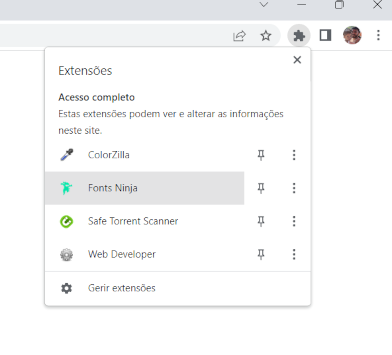 Extensões
Acesso completo
Estas extensões podem ver e alterar as informações
neste site.
ColorZilla
Fonts Ninja
Safe Torrent Scanner
Web Developer
Gerir extensões